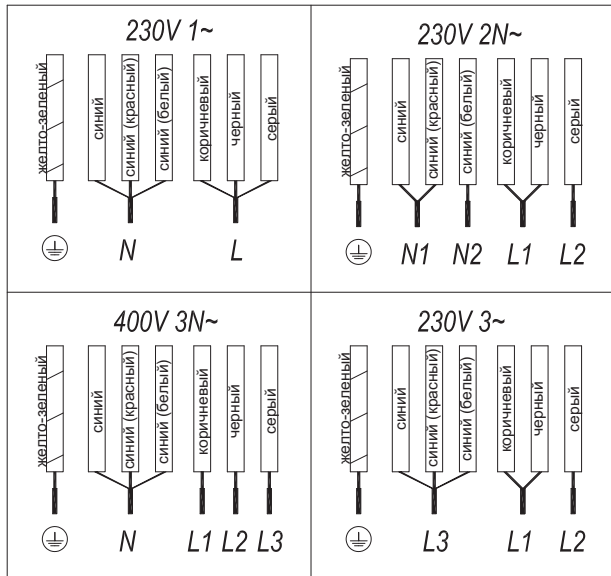 230V 1~
желто-зеленый
синий
синий (красный)
синий (белый)
коричневый
черный
серый
N
L
230V 2N~
желто-зеленый
синий
синий (красный)
синий (белый)
коричневый
черный
серый
N1
N2
L1
L2
400V 3N~
желто-зеленый
синий
синий (красный)
синий (белый)
коричневый
черный
серый
N
L1
L2
L3
230V 3~
желто-зеленый
синий
синий (красный)
синий (белый)
коричневый
черный
серый
L3
L1
L2